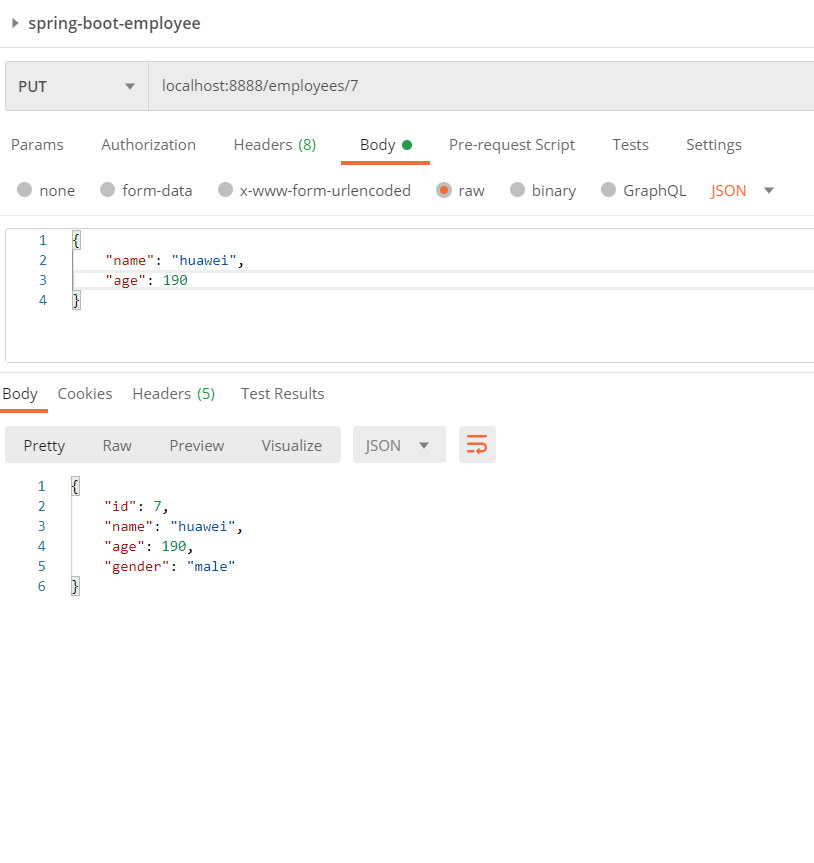 spring-boot-employee
PUT localhost:8888/employees/7
Params Authorization Headers (8) Body Pre-request Script Tests Settings
none form-data x-www-form-urlencoded raw binary GraphQL JSON
1 {
2 "name": "huawei",
3 "age": 190
4 }
Body Cookies Headers (5) Test Results
Pretty Raw Preview Visualize JSON
1 {
2 "id": 7,
3 "name": "huawei",
4 "age": 190,
5 "gender": "male"
6 }